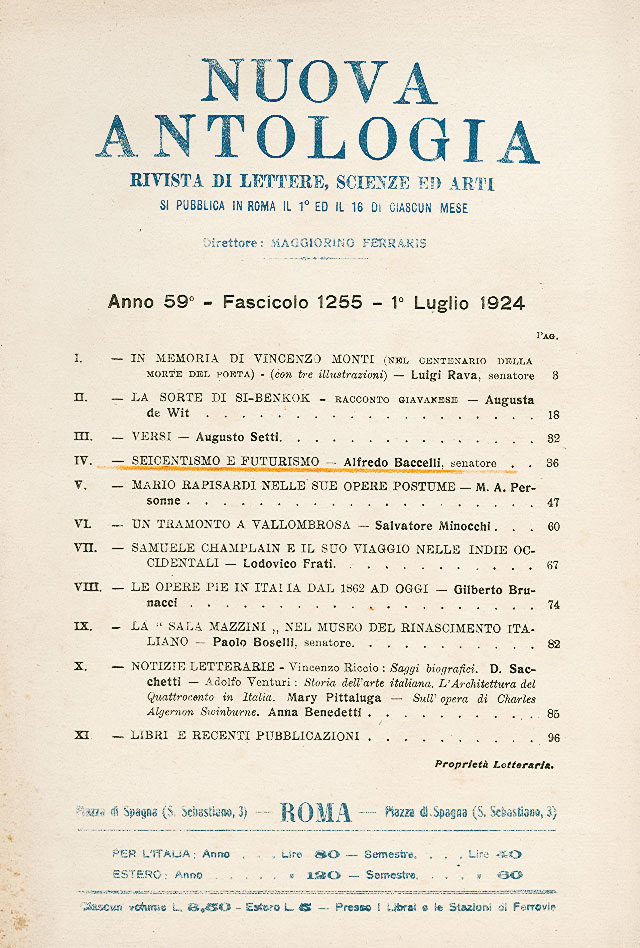 NUOVA
ANTOLOGIA
RIVISTA DI LETTERE, SCIENZE ED ARTI
SI PUBBLICA IN ROMA IL 1° ED IL 16 DI CIASCUN MESE
Direttore: MAGGIORINO FERRARIS
Anno 59° - Fascicolo 1255 - 1° Luglio 1924
PAG.
I. — IN MEMORIA DI VINCENZO MONTI (NEL CENTENARIO DELLA
MORTE DEL POETA) - (con tre illustrazioni) — Luigi Rava, senatore 3
II. — LA SORTE DI SI-BENKOK - RACCONTO GIAVANESE — Augusta
de Wit . . . . . . . . . . . . . . . . . 18
III. — VERSI — Augusto Setti. . . . . . . . . . . . . 32
IV. — SEICENTISMO E FUTURISMO — Alfredo Baccelli, senatore . . 36
V. — MARIO RAPISARDI NELLE SUE OPERE POSTUME — M. A. Per-
sonne . . . . . . . . . . . . . . . . . 47
VI. — UN TRAMONTO A VALLOMBROSA — Salvatore Minocchi. . . 60
VII. — SAMUELE CHAMPLAIN E IL SUO VIAGGIO NELLE INDIE OC-
CIDENTALI — Lodovico Frati. . . . . . . . . . . 67
VIII. — LE OPERE PIE IN ITALIA DAL 1862 AD OGGI — Gilberto Bru-
nacci . . . . . . . . . . . . . . . . . 74
IX. — LA " SALA MAZZINI „ NEL MUSEO DEL RINASCIMENTO ITA-
LIANO — Paolo Boselli, senatore. . . . . . . . . . 82
X. — NOTIZIE LETTERARIE - Vincenzo Riccio: Saggi biografici. D. Sac-
chetti — Adolfo Venturi: Storia dell'arte italiana. L'Architettura del
Quattrocento in Italia. Mary Pittaluga — Sull'opera di Charles
Algernon Swinburne. Anna Benedetti . . . . . . . . . 85
XI. — LIBRI E RECENTI PUBBLICAZIONI . . . . . . . . . 96
Proprietà Lotteraria.
Piazza di Spagna (S. Sebastiano, 3) — ROMA — Piazza di Spagna (S. Sebastiano, 3)
PER L'ITALIA: Anno . . . Lire 80 — Semestre. . . . Lire 40
ESTERO: Anno . . . . » 120 — Semestre. . . . » 60
Ciascun volume L. 3,50 - Estero L. 5 — Presso i Librai e le Stazioni di Ferrovia